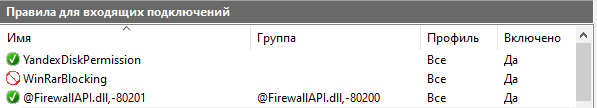 Правила для входящих подключений
Имя Группа Профиль Включено
YandexDiskPermission Все Да
WinRarBlocking Все Да
@FirewallAPI.dll,-80201 @FirewallAPI.dll,-80200 Все Да